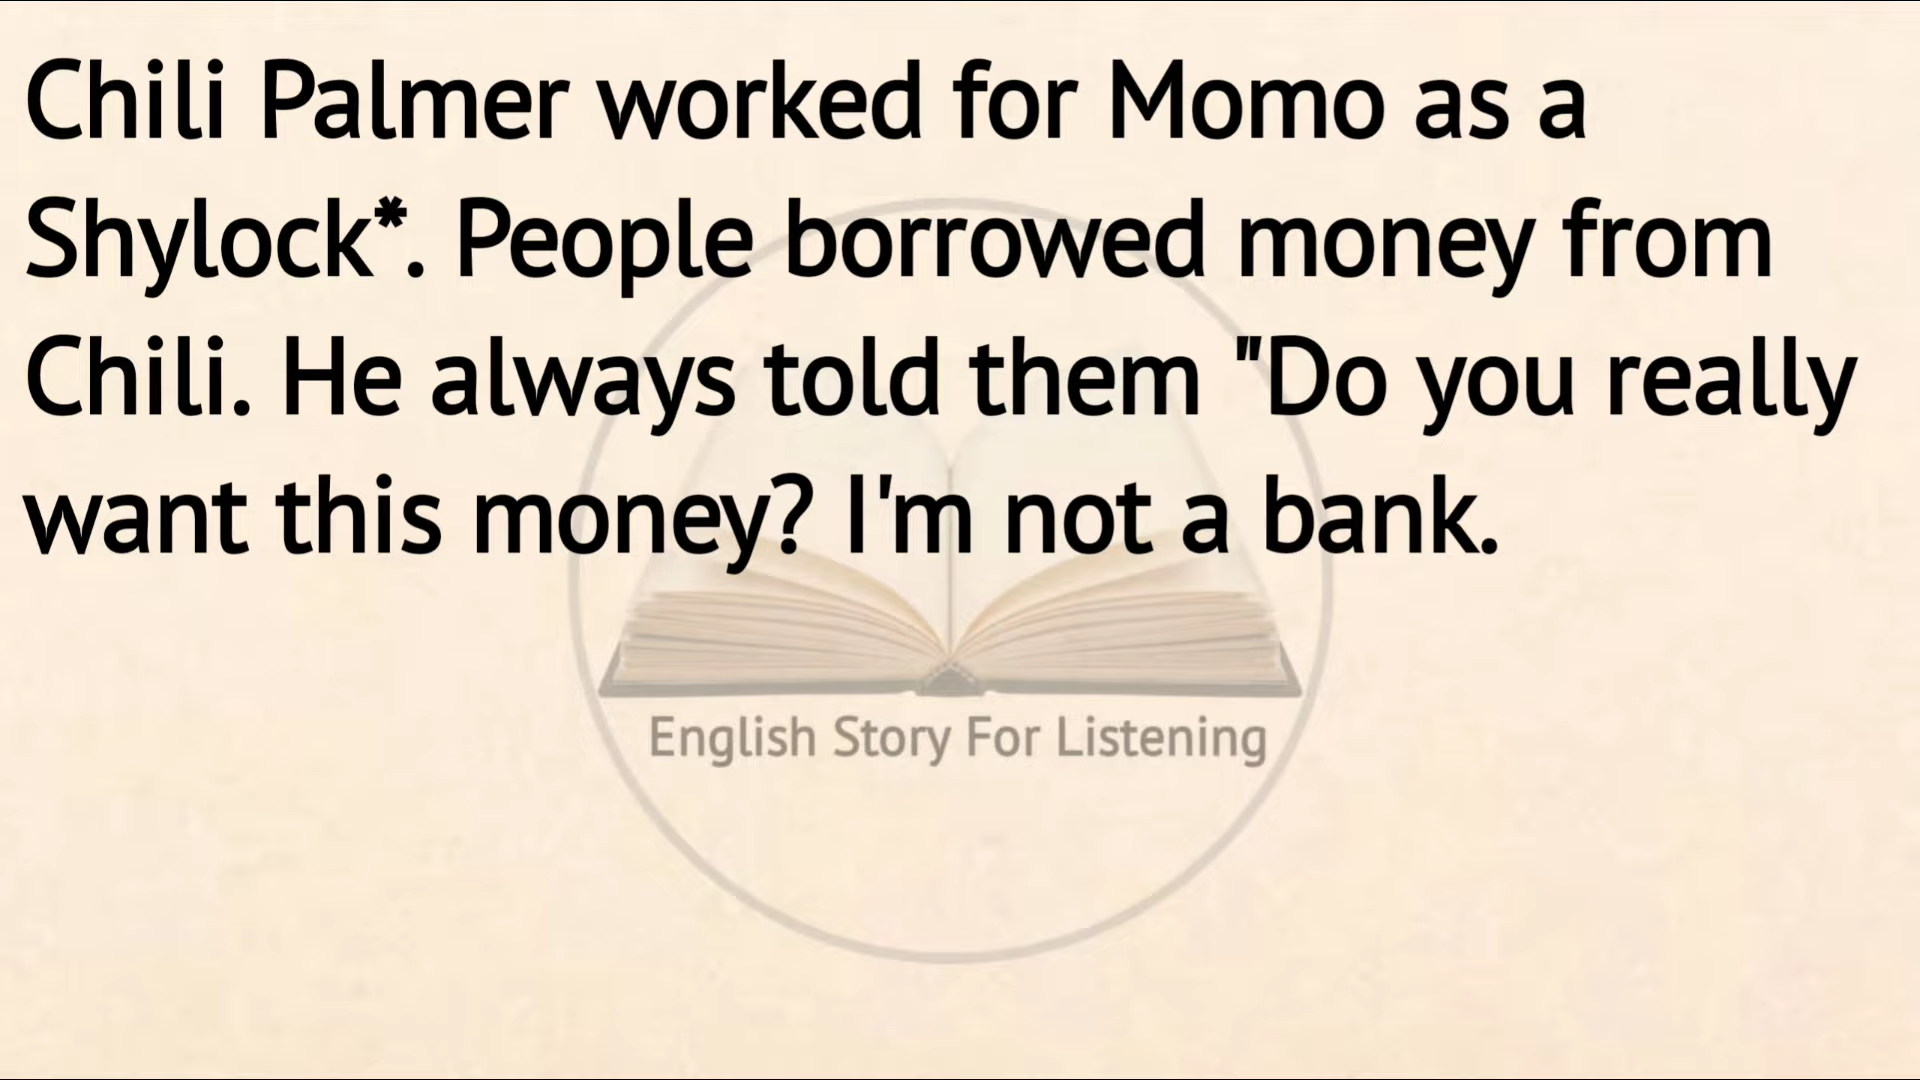 Chili Palmer worked for Momo as a
Shylock*. People borrowed money from
Chili. He always told them "Do you really
want this money? I'm not a bank.
English Story For Listening